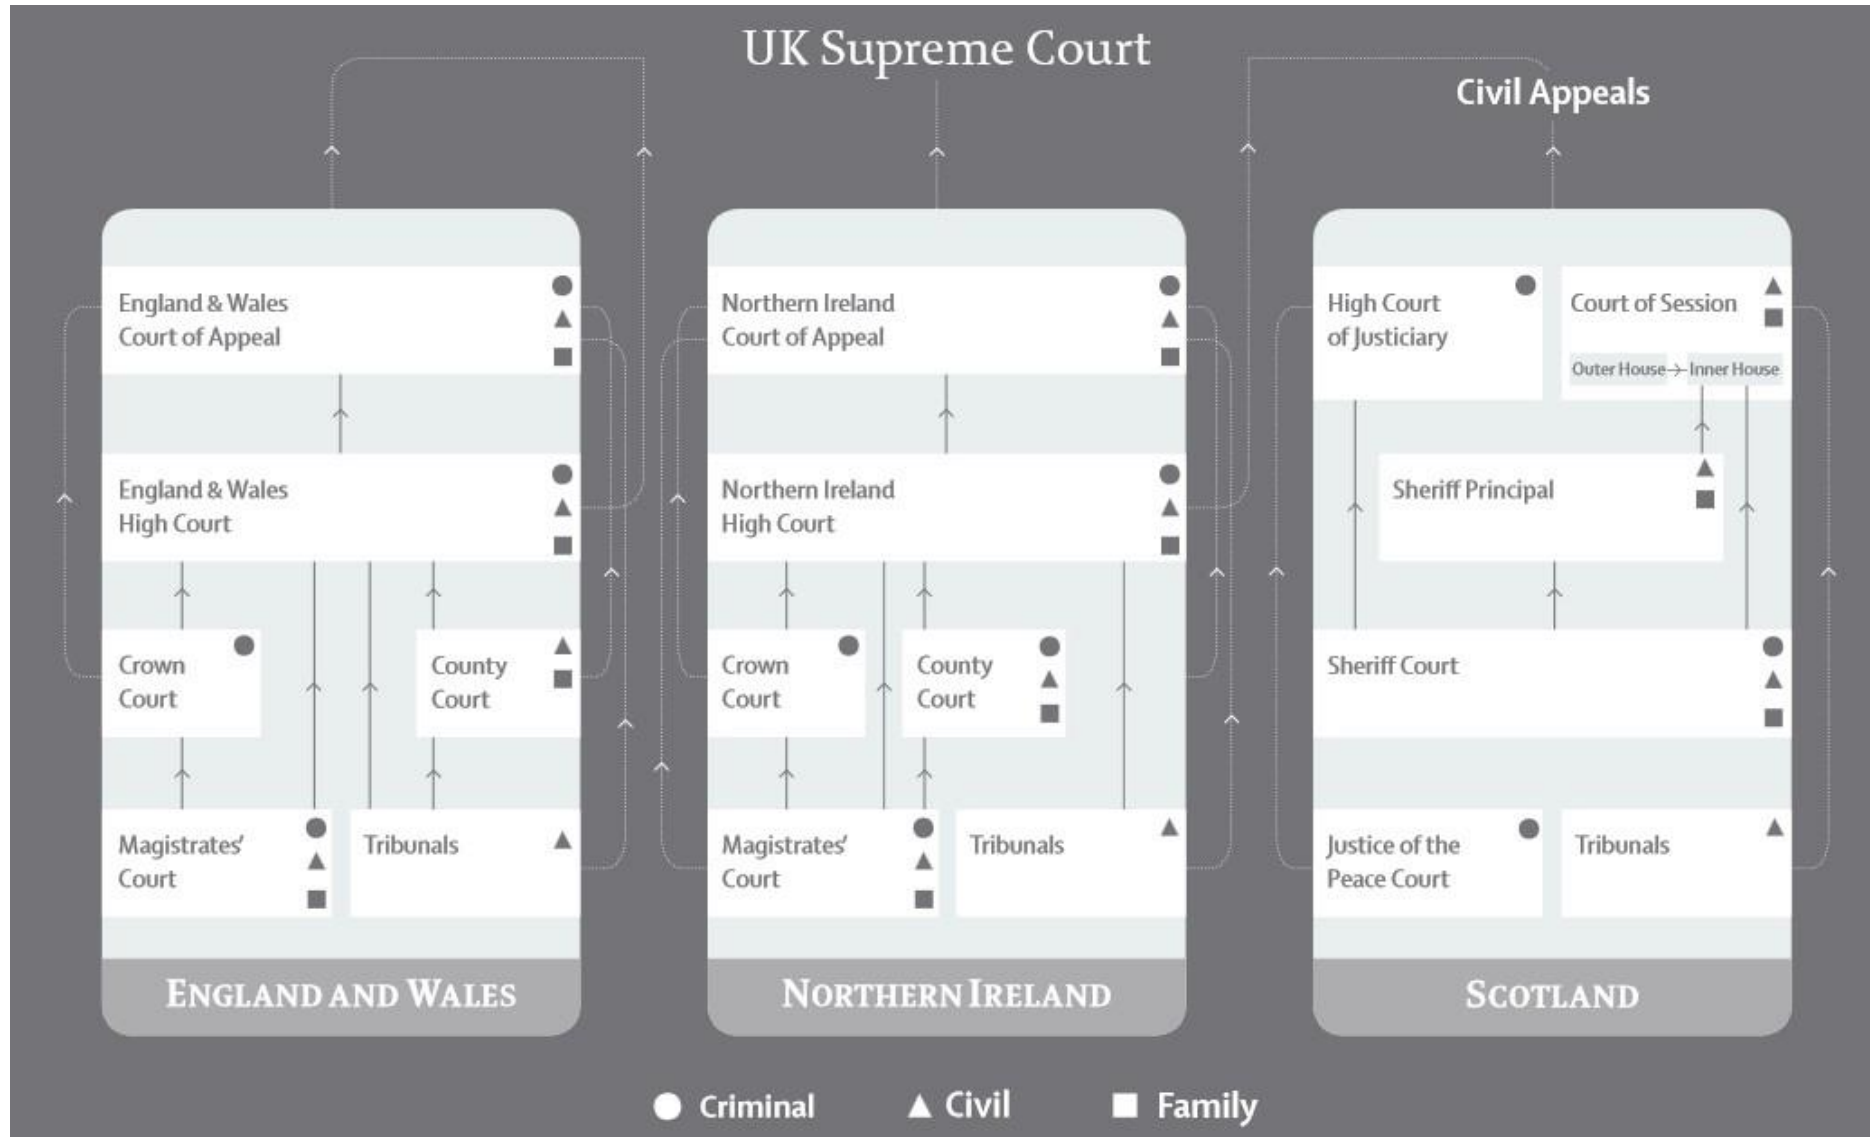 UK Supreme Court
Civil Appeals
England & Wales
Court of Appeal
England & Wales
High Court
Crown
Court
County
Court
Magistrates’
Court
Tribunals
ENGLAND AND WALES
Northern Ireland
Court of Appeal
Northern Ireland
High Court
Crown
Court
County
Court
Magistrates’
Court
Tribunals
NORTHERN IRELAND
High Court
of Justiciary
Court of Session
Outer House
Inner House
Sheriff Principal
Sheriff Court
Justice of the
Peace Court
Tribunals
SCOTLAND
Criminal
Civil
Family